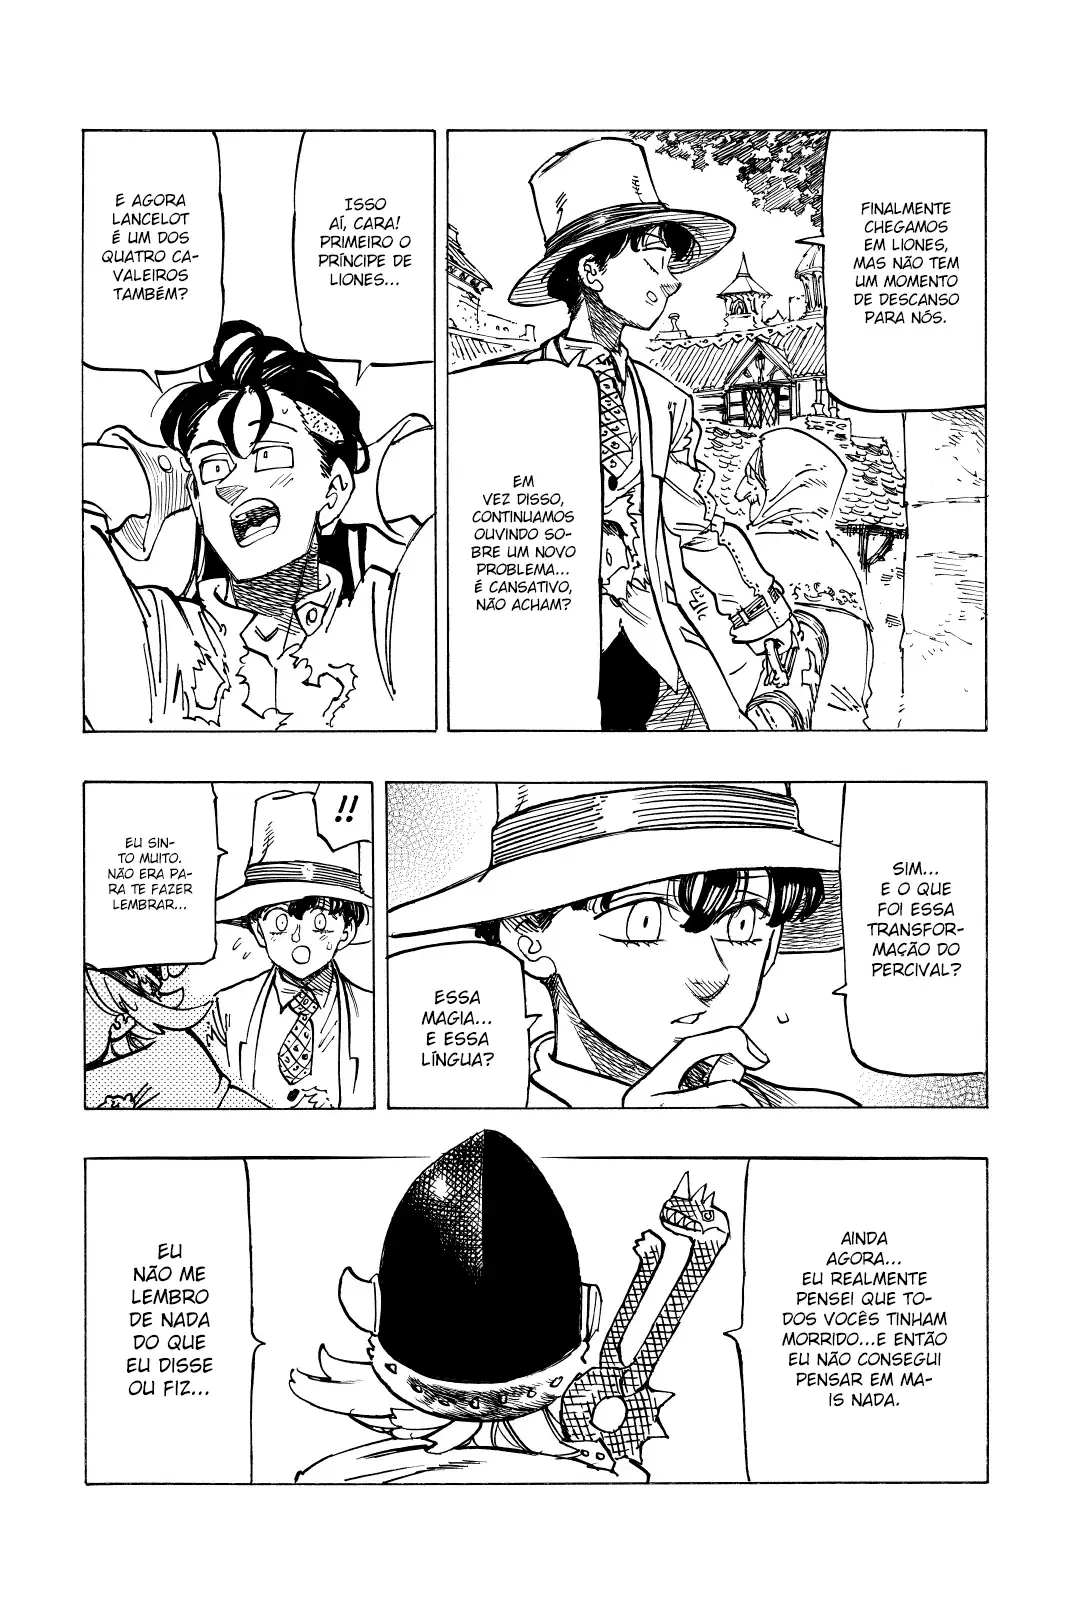 FINALMENTE
CHEGAMOS
EM LIONES,
MAS NÃO TEM
UM MOMENTO
DE DESCANSO
PARA NÓS.
EM
VEZ DISSO,
CONTINUAMOS
OUVINDO SO-
BRE UM NOVO
PROBLEMA...
É CANSATIVO,
NÃO ACHAM?
ISSO
AÍ, CARA!
PRIMEIRO O
PRÍNCIPE DE
LIONES...
E AGORA
LANCELOT
É UM DOS
QUATRO CA-
VALEIROS
TAMBÉM?
SIM...
E O QUE
FOI ESSA
TRANSFOR-
MAÇÃO DO
PERCIVAL?
ESSA
MAGIA...
E ESSA
LÍNGUA?
!!
EU SIN-
TO MUITO.
NÃO ERA PA-
RA TE FAZER
LEMBRAR...
AINDA
AGORA...
EU REALMENTE
PENSEI QUE TO-
DOS VOCÊS TINHAM
MORRIDO...E ENTÃO
EU NÃO CONSEGUI
PENSAR EM MA-
IS NADA.
EU
NÃO ME
LEMBRO
DE NADA
DO QUE
EU DISSE
OU FIZ...